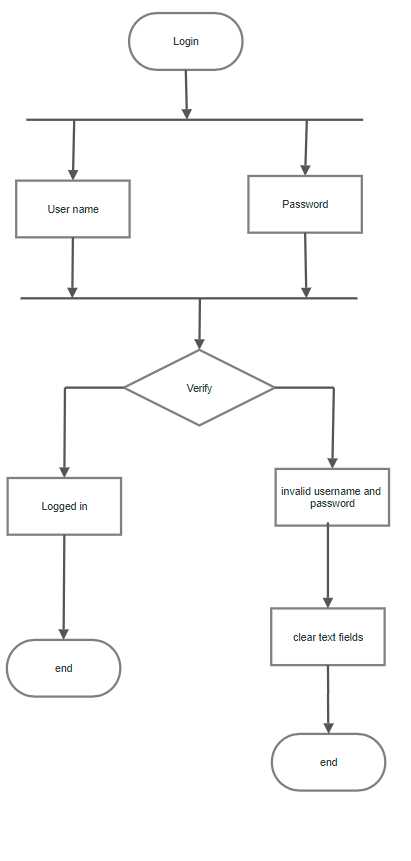 Login
User name
Password
Verify
Logged in
invalid username and
password
clear text fields
end
end